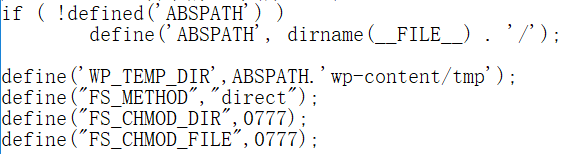 if ( !defined('ABSPATH') )
        define('ABSPATH', dirname(__FILE__) . '/');

define('WP_TEMP_DIR',ABSPATH.'wp-content/tmp');
define("FS_METHOD","direct");
define("FS_CHMOD_DIR",0777);
define("FS_CHMOD_FILE",0777);